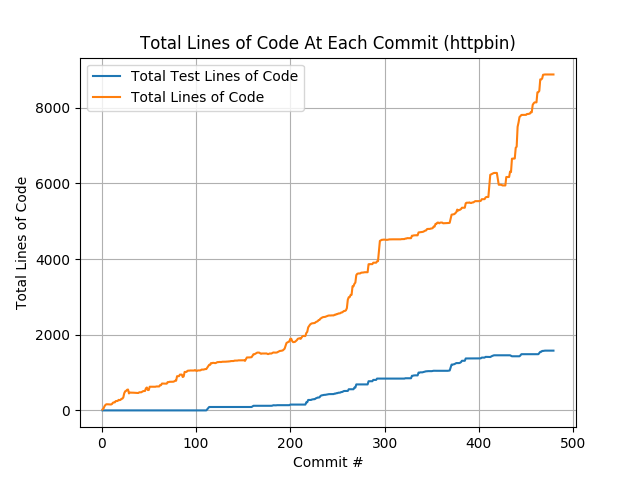 Total Lines of Code At Each Commit (httpbin)
Total Test Lines of Code
Total Lines of Code
Total Lines of Code
8000
6000
4000
2000
0
0
100
200
300
400
500
Commit #